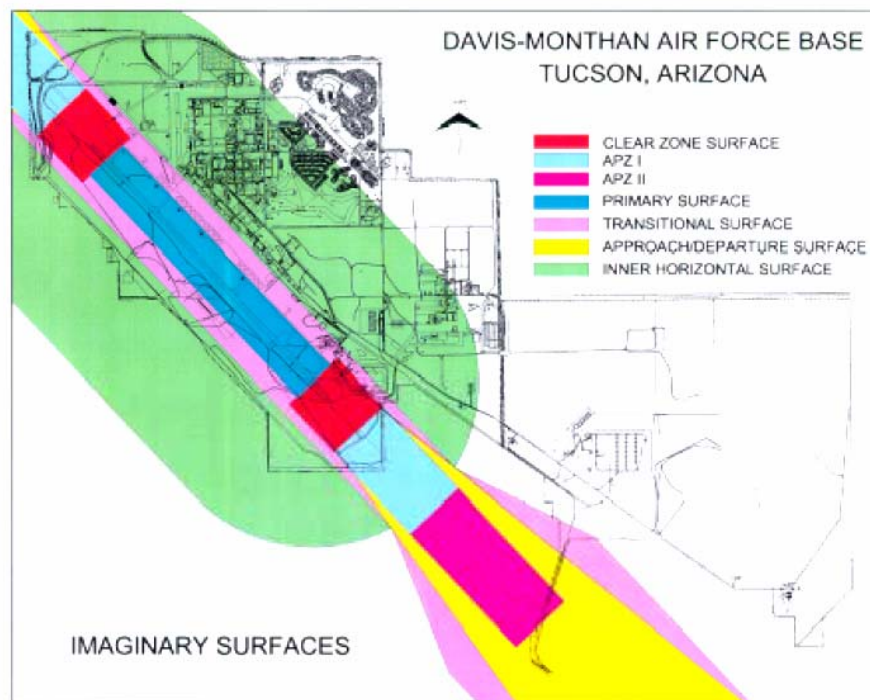 DAVIS-MONTHAN AIR FORCE BASE
TUCSON, ARIZONA
CLEAR ZONE SURFACE
APZ I
APZ II
PRIMARY SURFACE
TRANSITIONAL SURFACE
APPROACH/DEPARTURE SURFACE
INNER HORIZONTAL SURFACE
IMAGINARY SURFACES